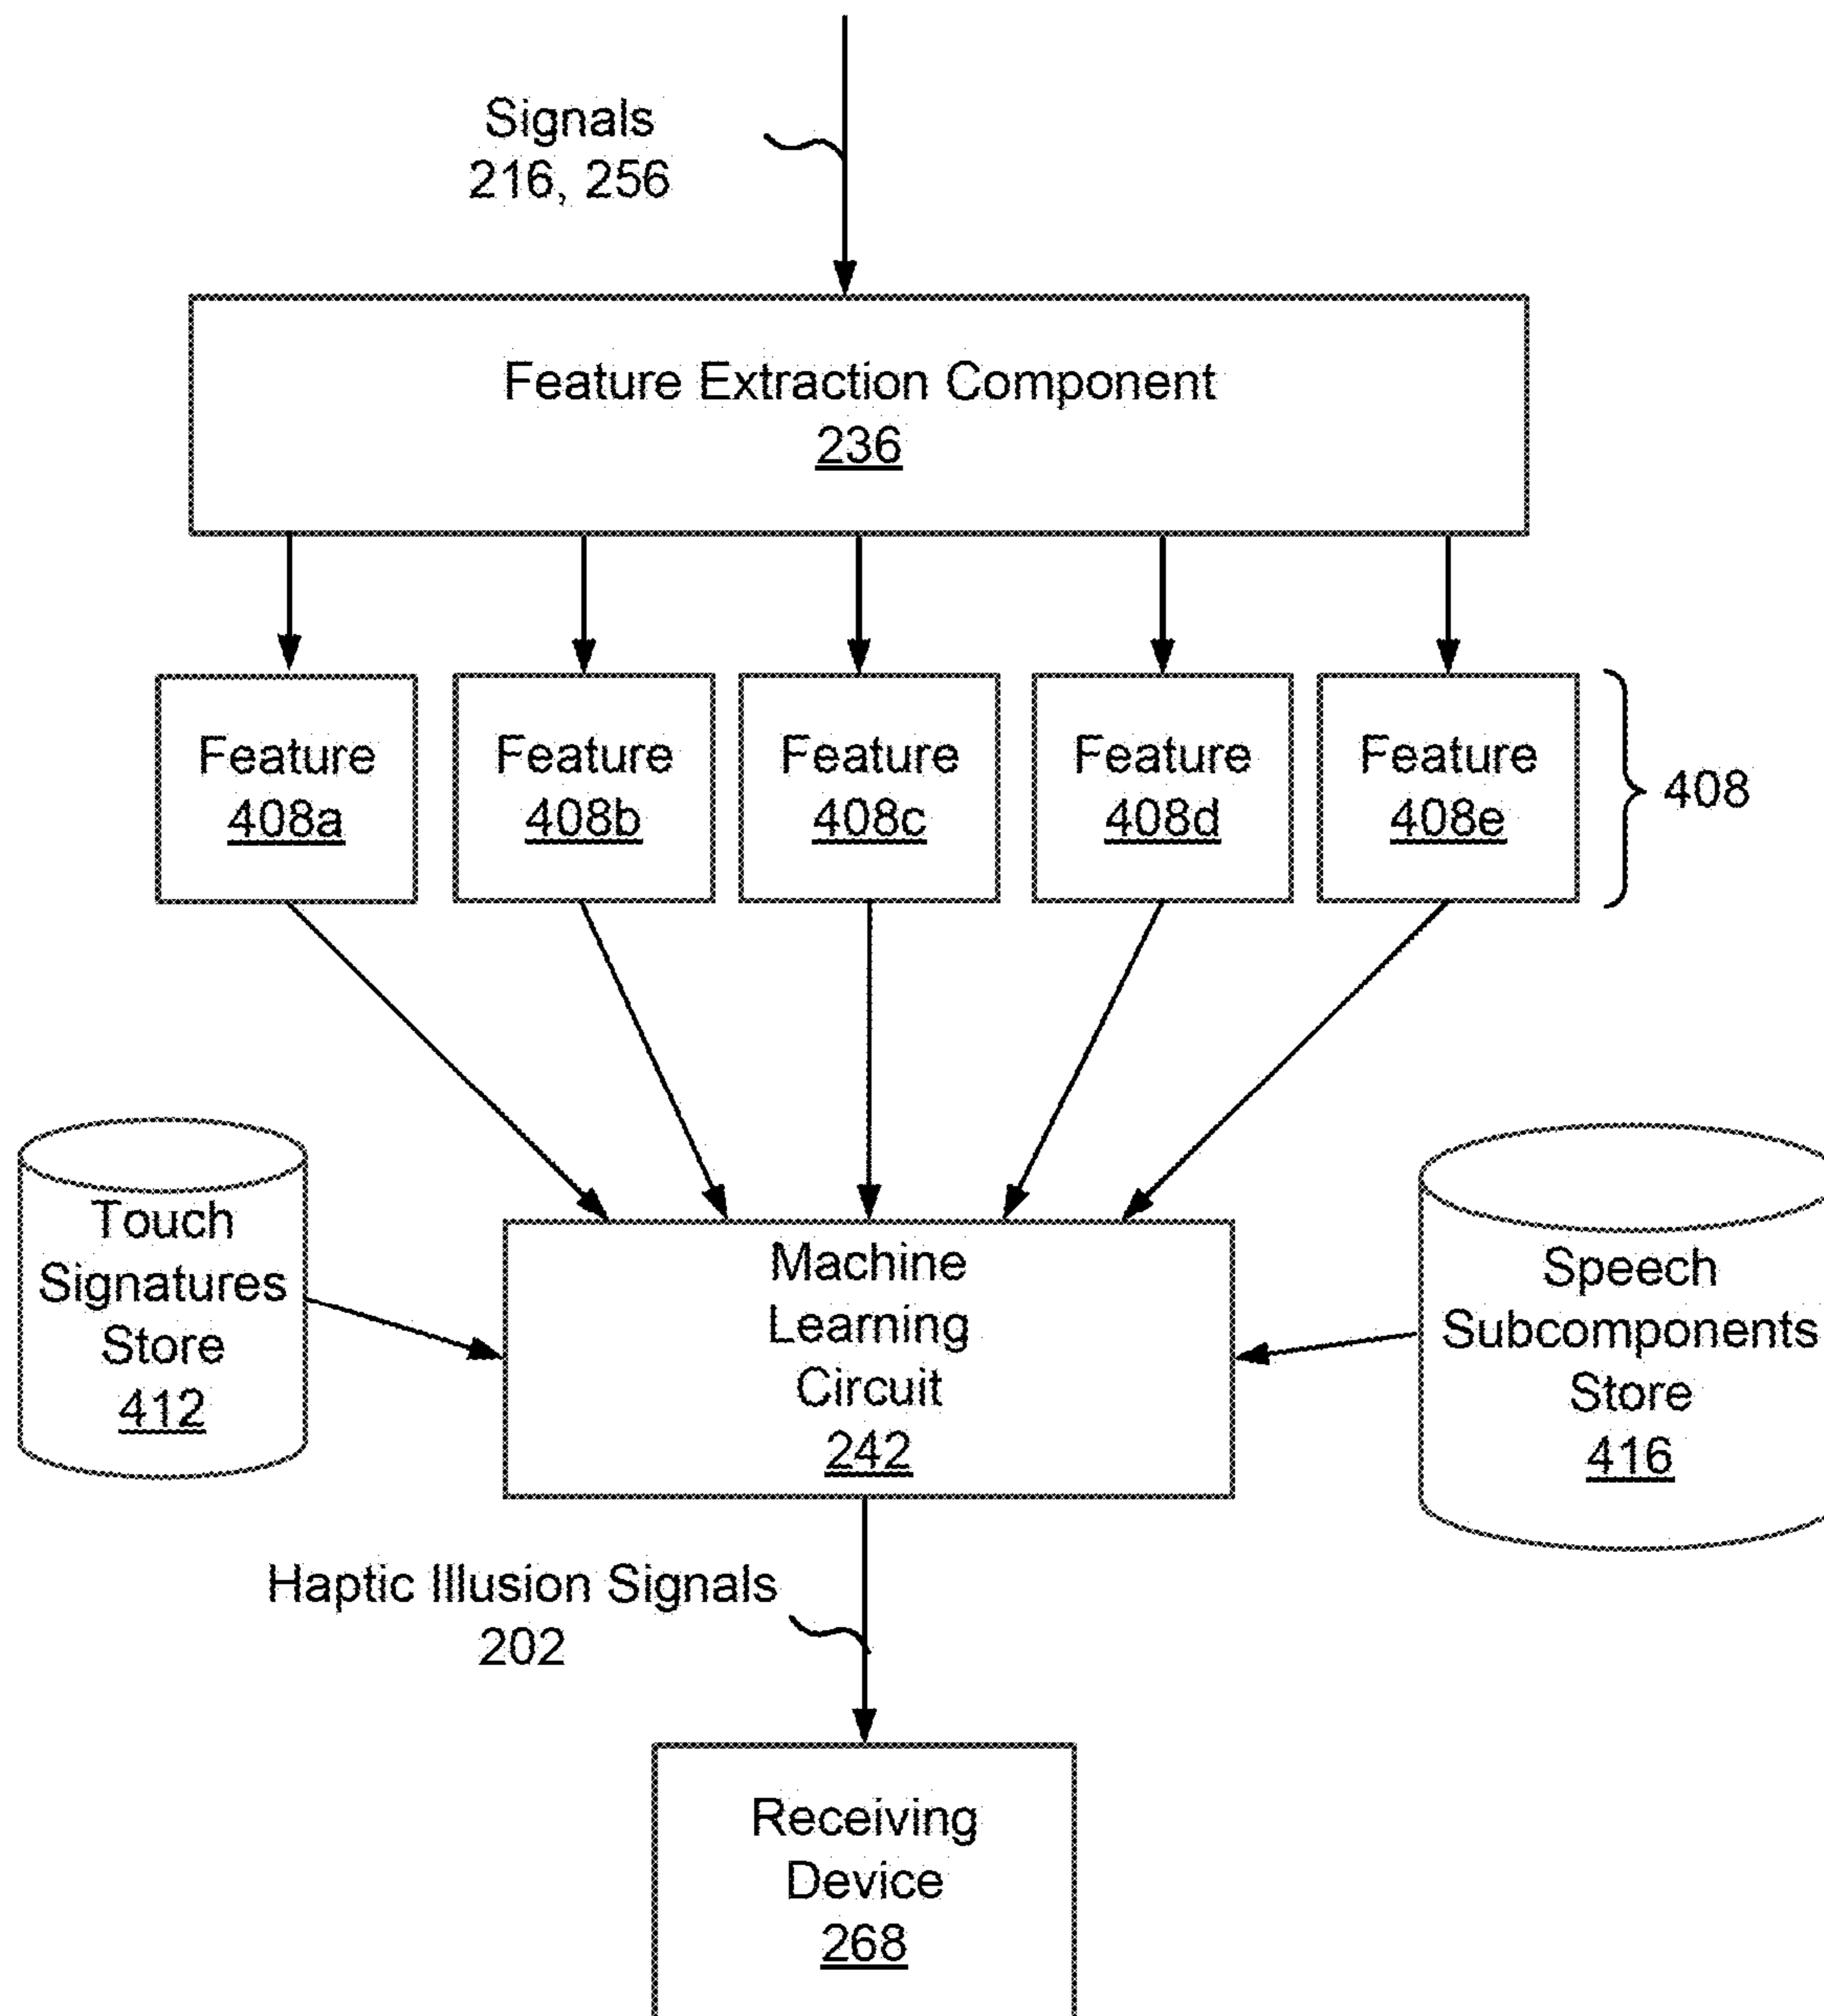 Signals
216, 256
Feature Extraction Component
236
Feature
408a
Feature
408b
Feature
408c
Feature
408d
Feature
408e
408
Touch
Signatures
Store
412
Machine
Learning
Circuit
242
Speech
Subcomponents
Store
416
Haptic Illusion Signals
202
Receiving
Device
268